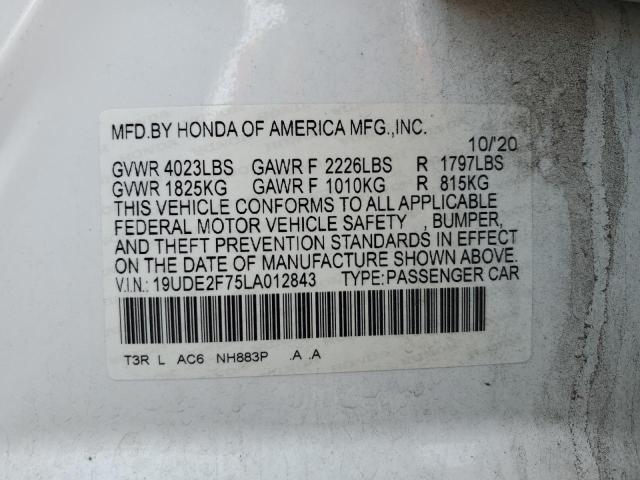 MFD.BY HONDA OF AMERICA MFG.,INC.
10/'20
GVWR 4023LBS GAWR F 2226LBS R 1797LBS
GVWR 1825KG GAWR F 1010KG R 815KG
THIS VEHICLE CONFORMS TO ALL APPLICABLE
FEDERAL MOTOR VEHICLE SAFETY , BUMPER,
AND THEFT PREVENTION STANDARDS IN EFFECT
ON THE DATE OF MANUFACTURE SHOWN ABOVE.
V.I.N.: 19UDE2F75LA012843 TYPE:PASSENGER CAR
T3R L AC6 NH883P .A .A